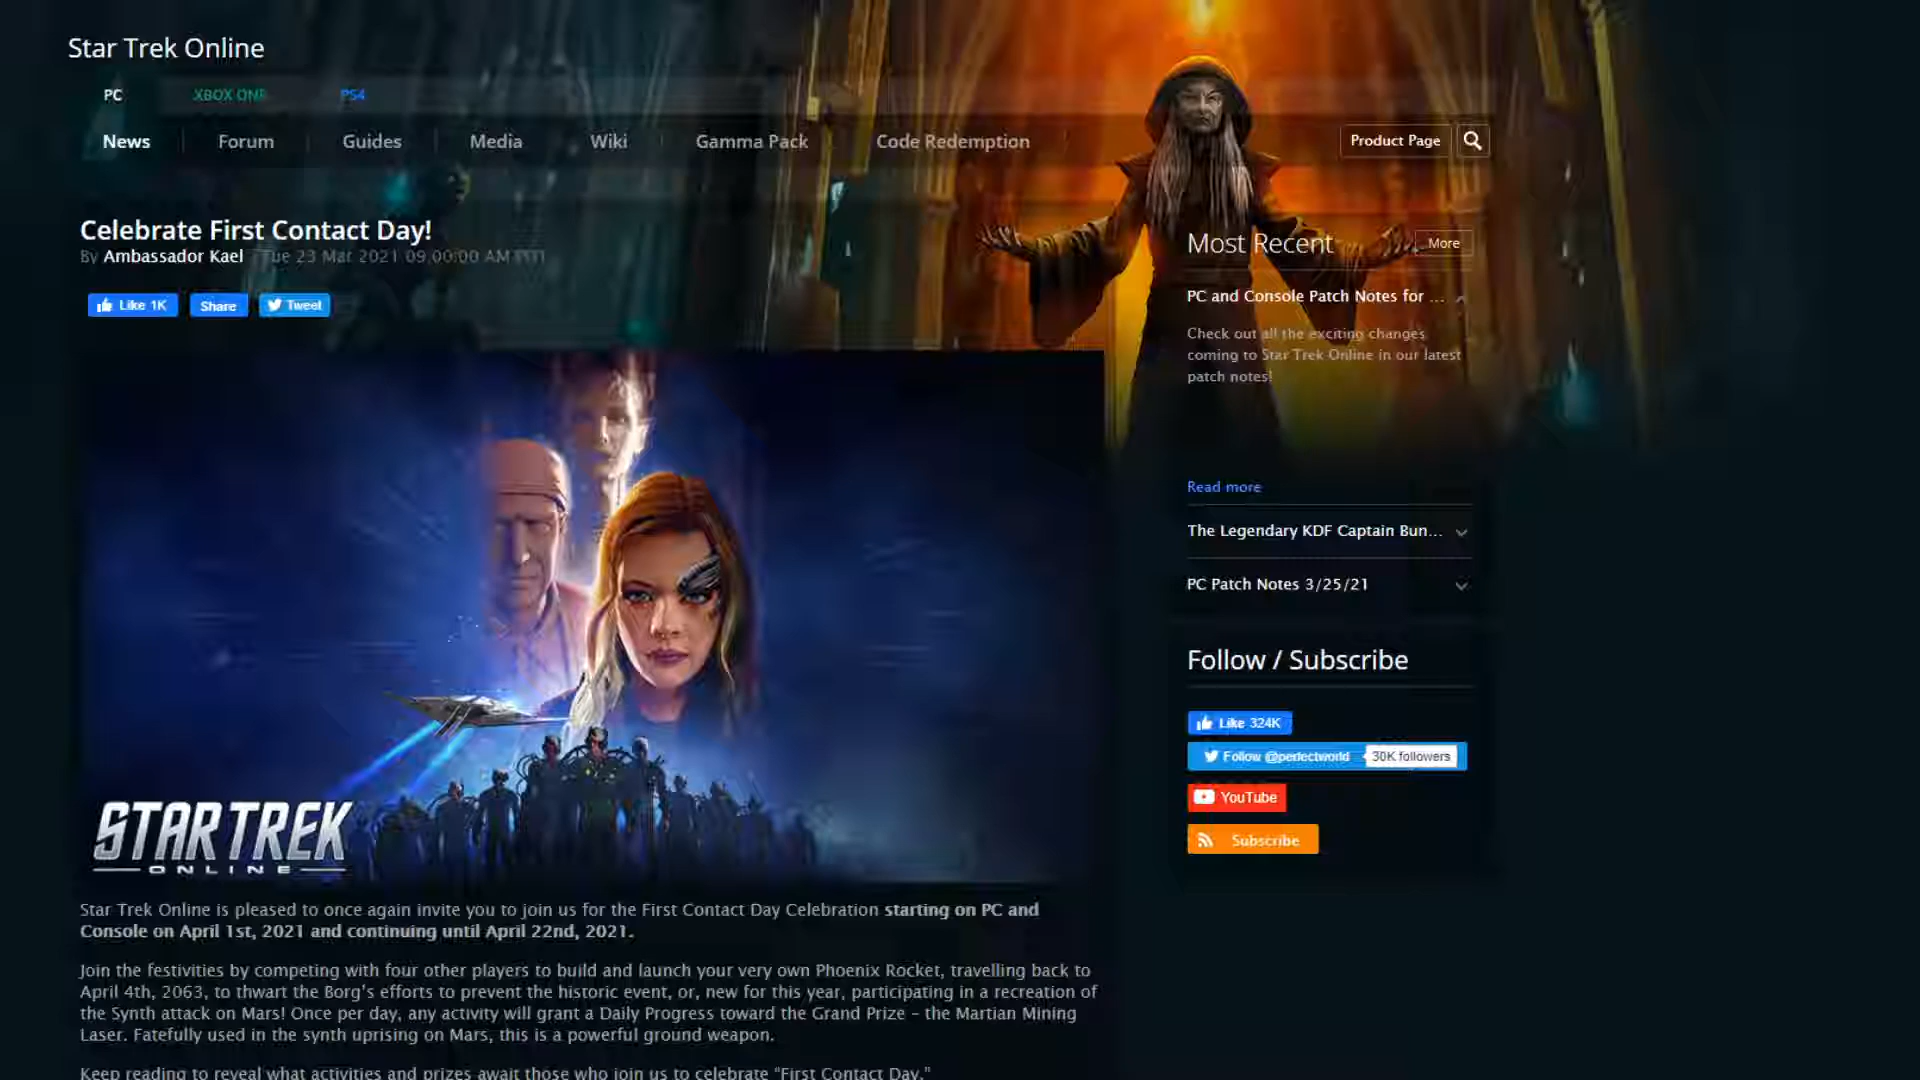 Star Trek Online
PC XBOX ONE PS4
News Forum Guides Media Wiki Gamma Pack Code Redemption Product Page
Celebrate First Contact Day!
By Ambassador Kael Tue 23 Mar 2021 09:00:00 AM
Like 1K Share Tweet
STAR TREK
ONLINE
Star Trek Online is pleased to once again invite you to join us for the First Contact Day Celebration starting on PC and
Console on April 1st, 2021 and continuing until April 22nd, 2021.
Join the festivities by competing with four other players to build and launch your very own Phoenix Rocket, travelling back to
April 4th, 2063, to thwart the Borg's efforts to prevent the historic event, or, new for this year, participating in a recreation of
the Synth attack on Mars! Once per day, any activity will grant a Daily Progress toward the Grand Prize – the Martian Mining
Laser. Fatefully used in the synth uprising on Mars, this is a powerful ground weapon.
Keep reading to reveal what activities and prizes await those who join us to celebrate "First Contact Day."
Most Recent More
PC and Console Patch Notes for ...
Check out all the exciting changes
coming to Star Trek Online in our latest
patch notes!
Read more
The Legendary KDF Captain Bun...
PC Patch Notes 3/25/21
Follow / Subscribe
Like 324K
Follow @perfectworld 30K followers
YouTube
Subscribe